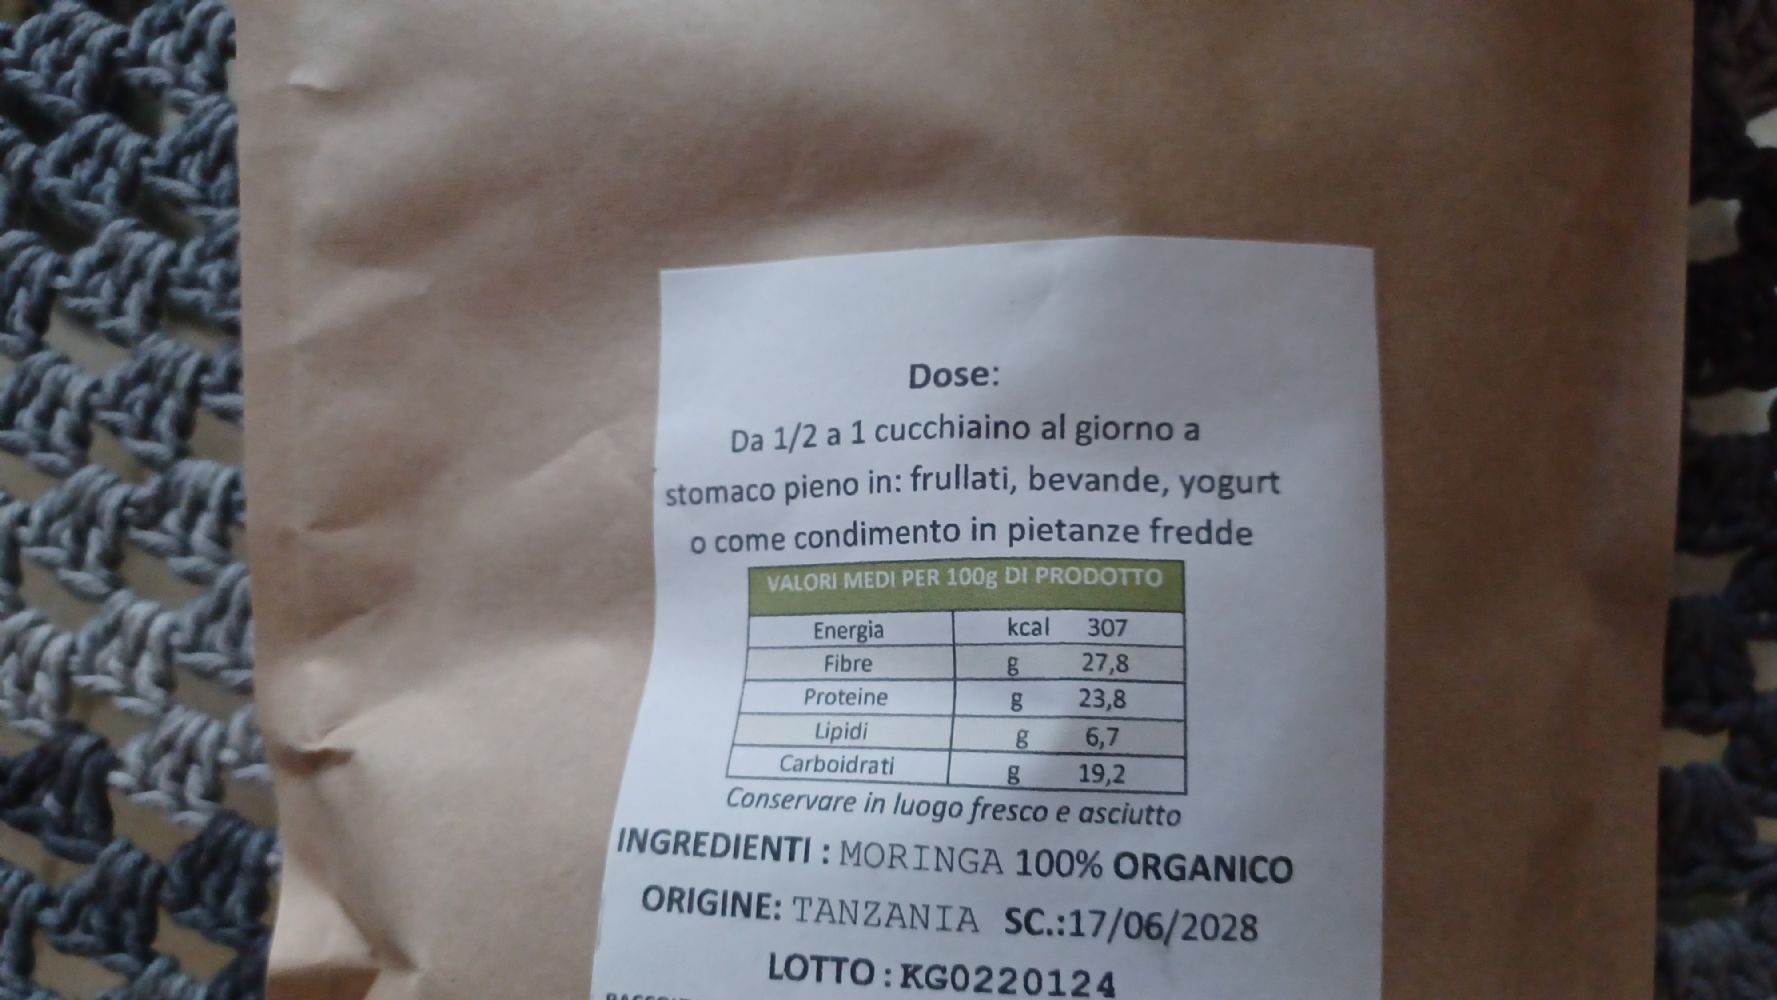 Dose:
Da 1/2 a 1 cucchiaino al giorno a
stomaco pieno in: frullati, bevande, yogurt
o come condimento in pietanze fredde
VALORI MEDI PER 100g DI PRODOTTO
Energia kcal 307
Fibre g 27,8
Proteine g 23,8
Lipidi g 6,7
Carboidrati g 19,2
Conservare in luogo fresco e asciutto
INGREDIENTI : MORINGA 100% ORGANICO
ORIGINE: TANZANIA SC.:17/06/2028
LOTTO : KG0220124